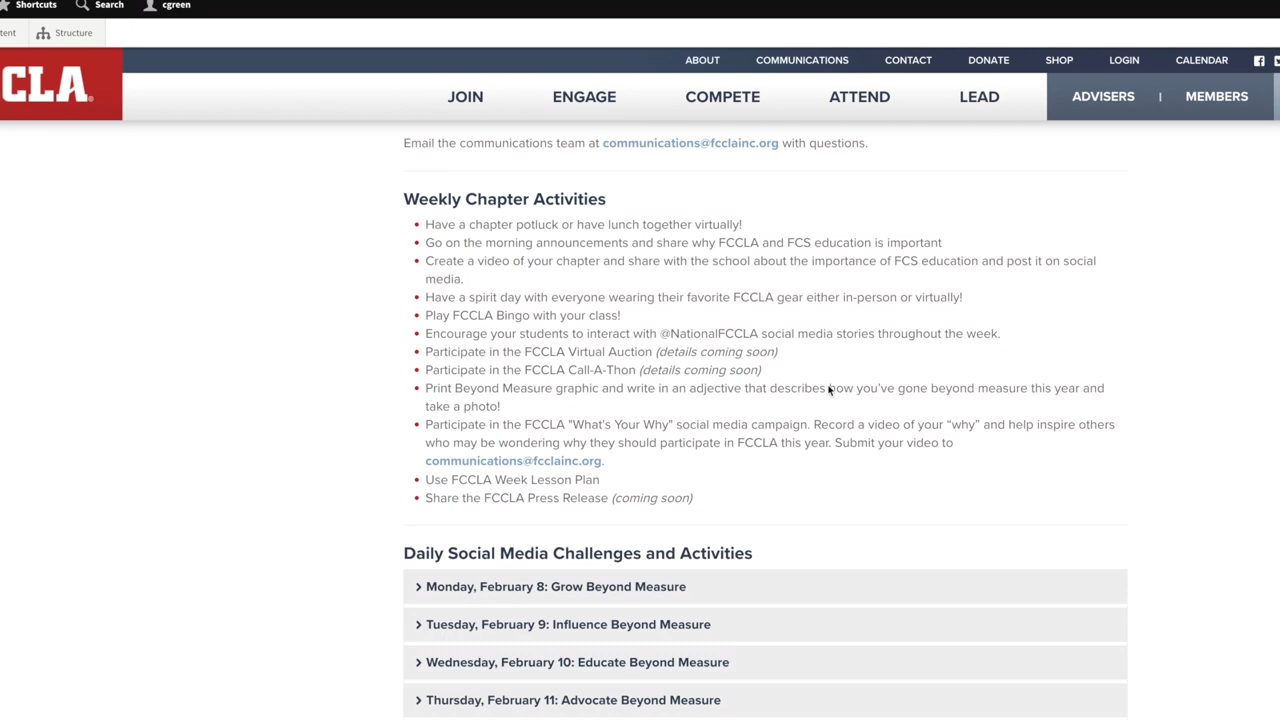 Shortcuts Search cgreen
tent Structure
CLA
ABOUT COMMUNICATIONS CONTACT DONATE SHOP LOGIN CALENDAR
JOIN ENGAGE COMPETE ATTEND LEAD ADVISERS | MEMBERS
Email the communications team at communications@fcclainc.org with questions.
Weekly Chapter Activities
• Have a chapter potluck or have lunch together virtually!
• Go on the morning announcements and share why FCCLA and FCS education is important
• Create a video of your chapter and share with the school about the importance of FCS education and post it on social
media.
• Have a spirit day with everyone wearing their favorite FCCLA gear either in-person or virtually!
• Play FCCLA Bingo with your class!
• Encourage your students to interact with @NationalFCCLA social media stories throughout the week.
• Participate in the FCCLA Virtual Auction (details coming soon)
• Participate in the FCCLA Call-A-Thon (details coming soon)
• Print Beyond Measure graphic and write in an adjective that describes how you've gone beyond measure this year and
take a photo!
• Participate in the FCCLA "What's Your Why" social media campaign. Record a video of your “why” and help inspire others
who may be wondering why they should participate in FCCLA this year. Submit your video to
communications@fcclainc.org.
• Use FCCLA Week Lesson Plan
• Share the FCCLA Press Release (coming soon)
Daily Social Media Challenges and Activities
Monday, February 8: Grow Beyond Measure
Tuesday, February 9: Influence Beyond Measure
Wednesday, February 10: Educate Beyond Measure
Thursday, February 11: Advocate Beyond Measure